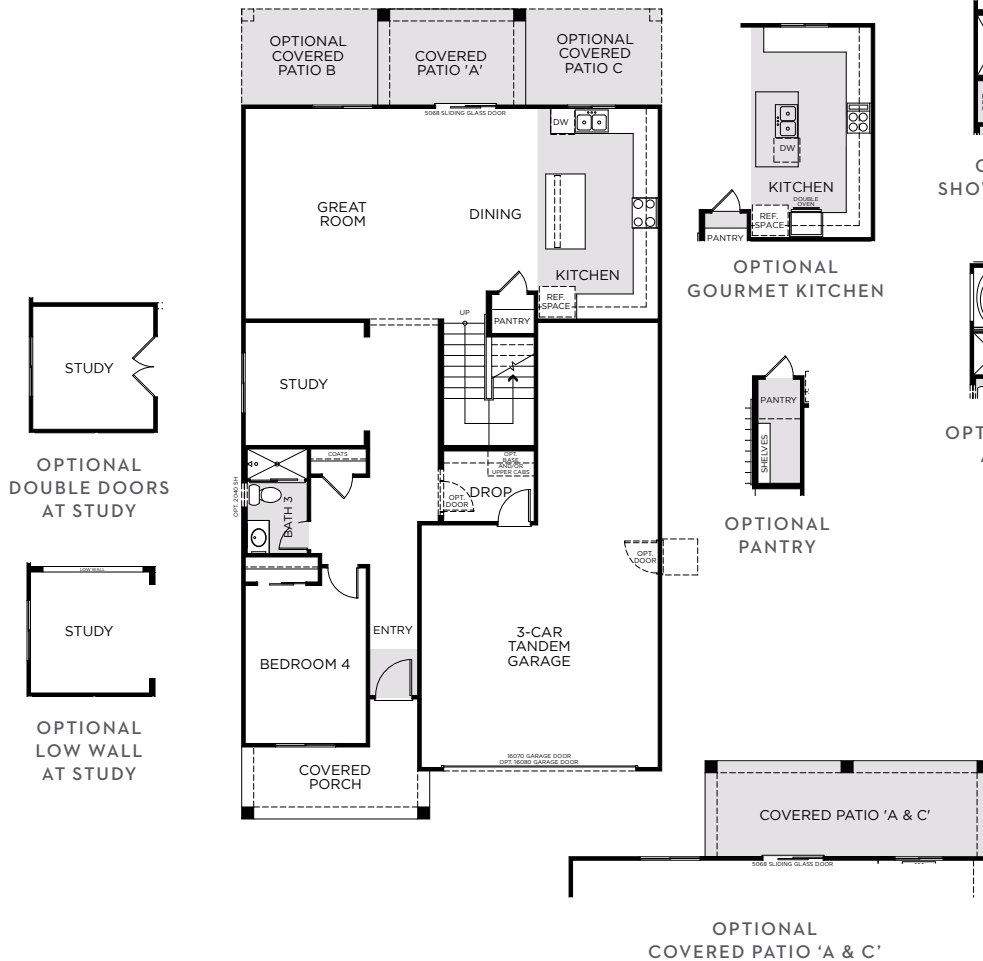 OPTIONAL
COVERED
PATIO B
COVERED
PATIO 'A'
OPTIONAL
COVERED
PATIO C
5068 SLIDING GLASS DOOR
DW
GREAT
ROOM
DINING
KITCHEN
REF.
SPACE
PANTRY
UP
STUDY
COATS
OPT.
BASE
AND/OR
UPPER CABS
OPT.
DOOR
DROP
OPT. 2040 SH
BATH 3
OPT.
DOOR
ENTRY
3-CAR
TANDEM
GARAGE
BEDROOM 4
16070 GARAGE DOOR
OPT. 16080 GARAGE DOOR
COVERED
PORCH
STUDY
OPTIONAL
DOUBLE DOORS
AT STUDY
LOW WALL
STUDY
OPTIONAL
LOW WALL
AT STUDY
DW
KITCHEN
DOUBLE
OVEN
REF.
SPACE
PANTRY
OPTIONAL
GOURMET KITCHEN
PANTRY
SHELVES
OPTIONAL
PANTRY
O
SHOW
OPT
COVERED PATIO 'A & C'
5068 SLIDING GLASS DOOR
OPTIONAL
COVERED PATIO ‘A & C’